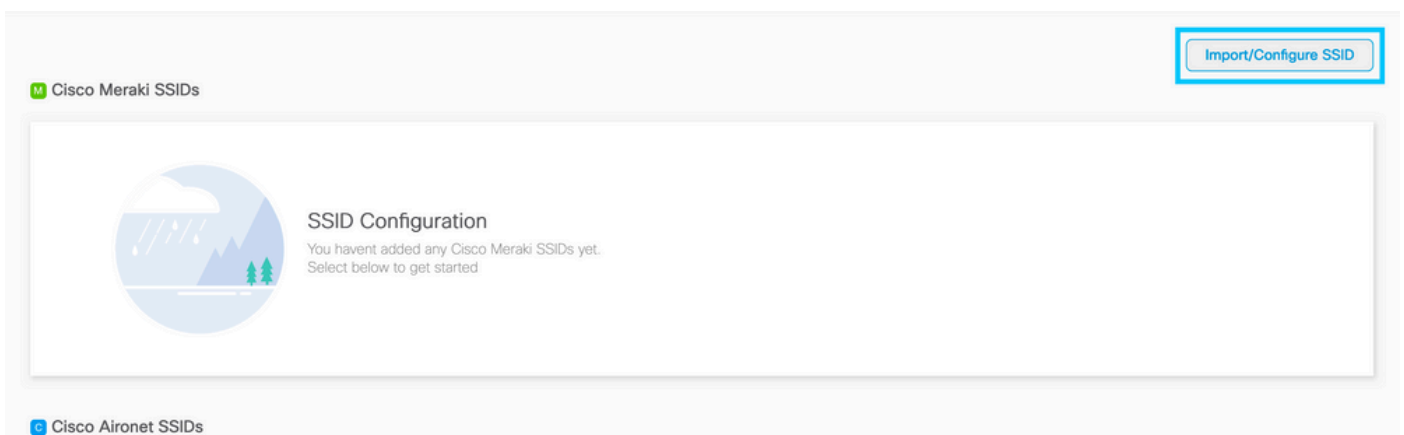 Import/Configure SSID
M Cisco Meraki SSIDs
SSID Configuration
You havent added any Cisco Meraki SSIDs yet.
Select below to get started
C Cisco Aironet SSIDs